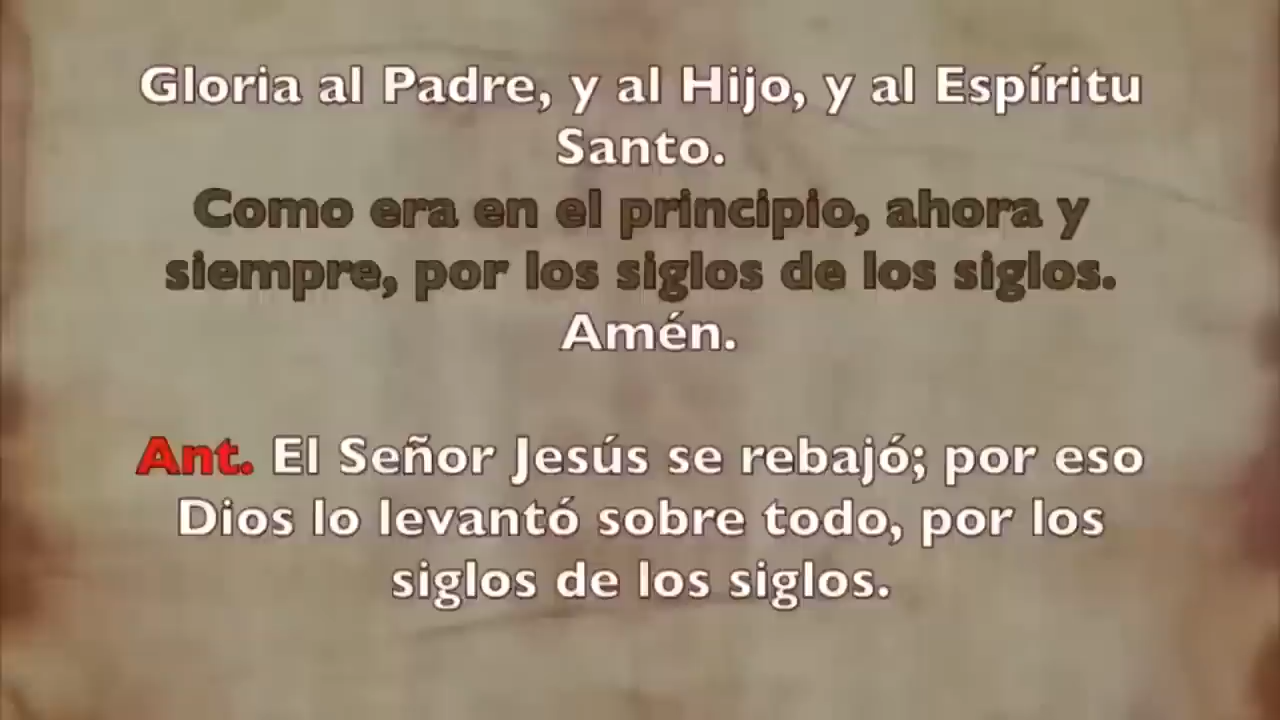 Gloria al Padre, y al Hijo, y al Espíritu
Santo.
Como era en el principio, ahora y
siempre, por los siglos de los siglos.
Amén.
Ant. El Señor Jesús se rebajó; por eso
Dios lo levantó sobre todo, por los
siglos de los siglos.